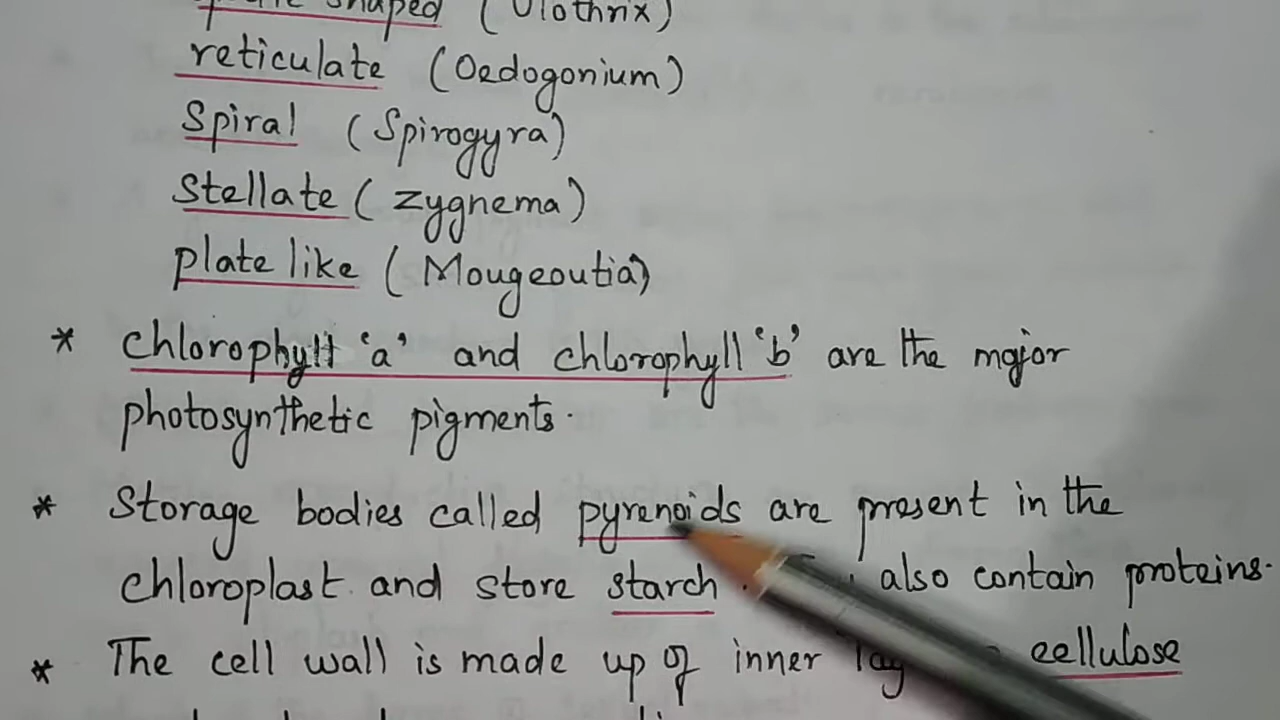 shaped (Ulothrix)
reticulate (Oedogonium)
Spiral (Spirogyra)
Stellate (Zygnema)
plate like (Mougeoutia)
* chlorophyll 'a' and chlorophyll 'b' are the major
photosynthetic pigments.
* Storage bodies called pyrenoids are present in the
chloroplast and store starch. also contain proteins.
* The cell wall is made up of inner cellulose